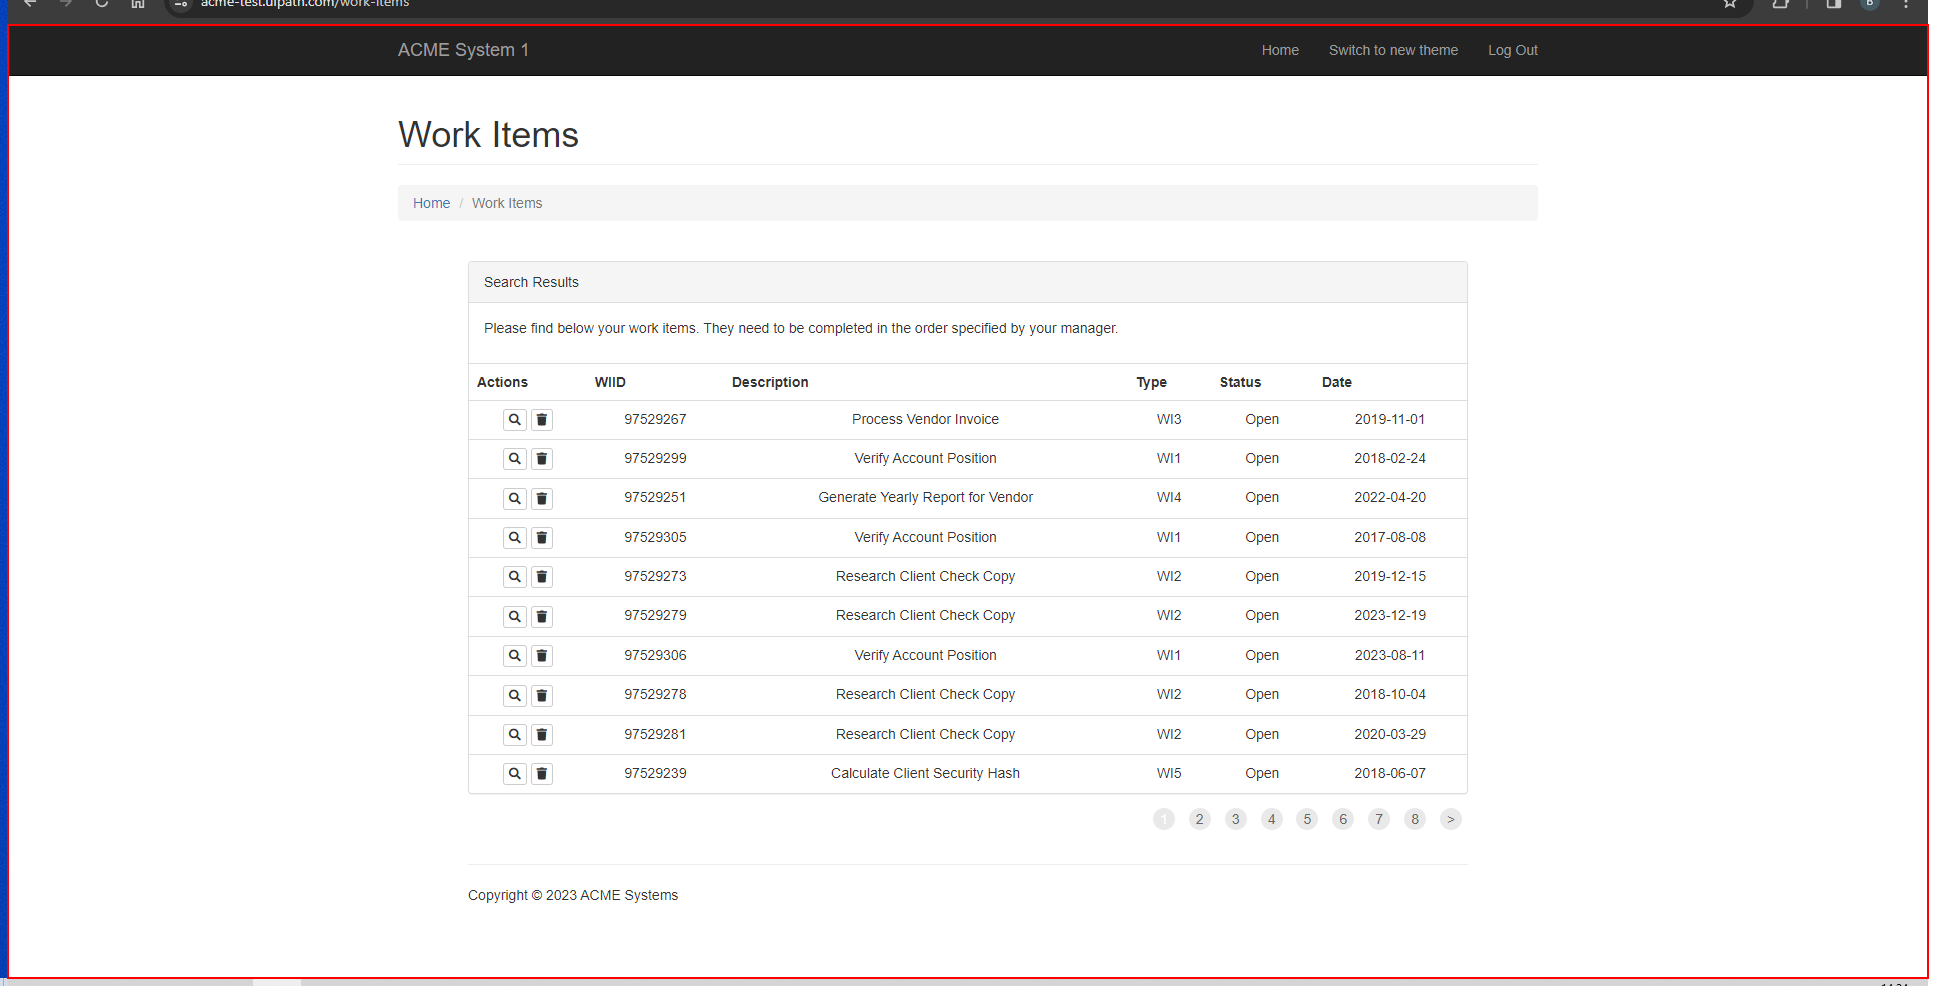 acme-test.uipath.com/work-items
B
ACME System 1 Home Switch to new theme Log Out
Work Items
Home / Work Items
Search Results
Please find below your work items. They need to be completed in the order specified by your manager.
Actions WIID Description Type Status Date
97529267 Process Vendor Invoice WI3 Open 2019-11-01
97529299 Verify Account Position WI1 Open 2018-02-24
97529251 Generate Yearly Report for Vendor WI4 Open 2022-04-20
97529305 Verify Account Position WI1 Open 2017-08-08
97529273 Research Client Check Copy WI2 Open 2019-12-15
97529279 Research Client Check Copy WI2 Open 2023-12-19
97529306 Verify Account Position WI1 Open 2023-08-11
97529278 Research Client Check Copy WI2 Open 2018-10-04
97529281 Research Client Check Copy WI2 Open 2020-03-29
97529239 Calculate Client Security Hash WI5 Open 2018-06-07
1 2 3 4 5 6 7 8 >
Copyright © 2023 ACME Systems